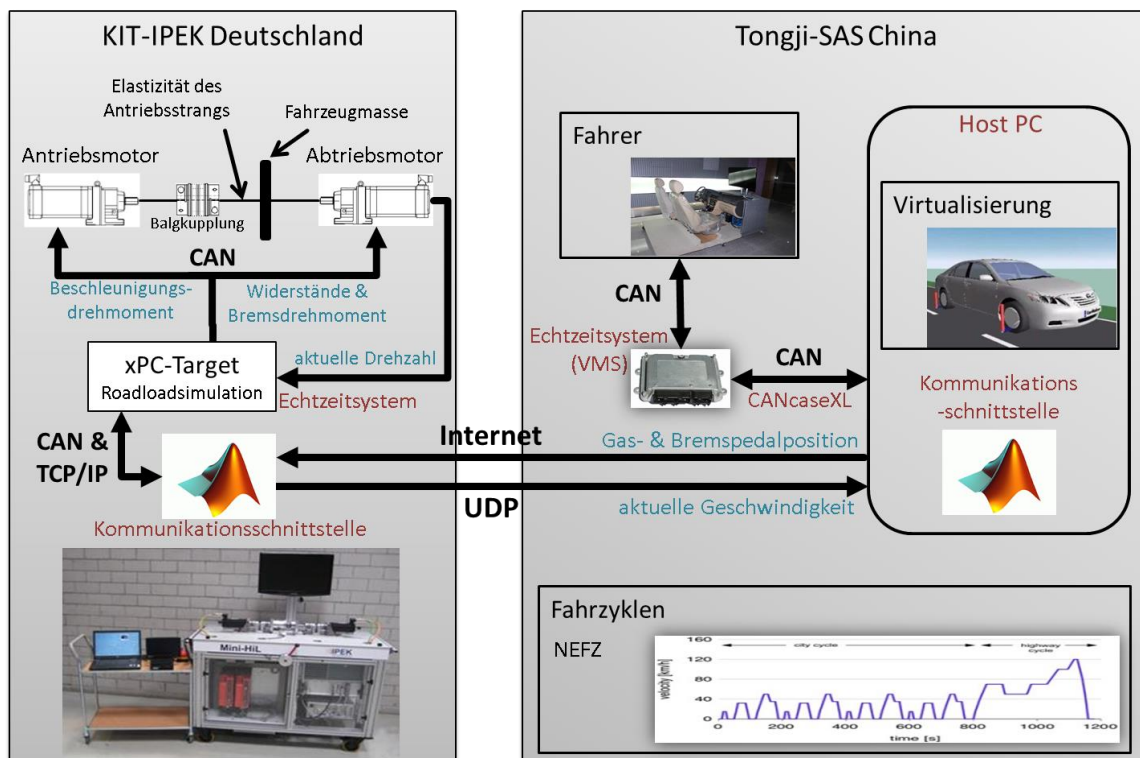 KIT-IPEK Deutschland
Elastizität des
Antriebsstrangs
Fahrzeugmasse
Antriebsmotor
Abtriebsmotor
Balgkupplung
CAN
Beschleunigungs-
drehmoment
Widerstände &
Bremsdrehmoment
xPC-Target
Roadloadsimulation
aktuelle Drehzahl
Echtzeitsystem
CAN &
TCP/IP
Kommunikationsschnittstelle
Mini-HiL
IPEK
Internet
UDP
Tongji-SAS China
Fahrer
CAN
Echtzeitsystem
(VMS)
CAN
CANcaseXL
Gas- & Bremspedalposition
aktuelle Geschwindigkeit
Host PC
Virtualisierung
Kommunikations
-schnittstelle
Fahrzyklen
NEFZ
velocity [km/h]
160
120
80
40
0
city cycle
highway
cycle
0 200 400 600 800 1000 1200
time [s]